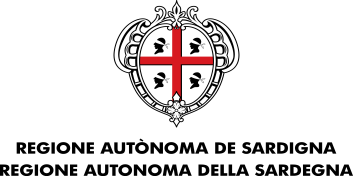 REGIONE AUTÒNOMA DE SARDIGNA
REGIONE AUTONOMA DELLA SARDEGNA